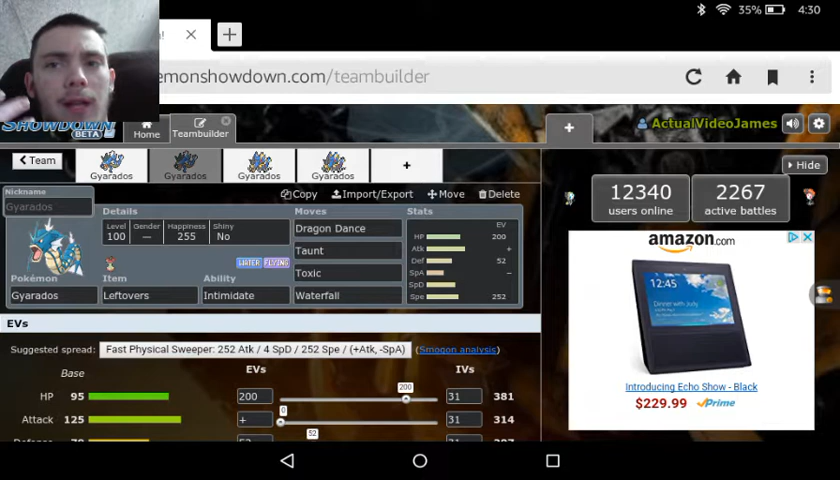 35% 4:30
emonshowdown.com/teambuilder
SHOWDOWN!
BETA
Home
Teambuilder
ActualVideoJames
Team
Gyarados
Gyarados
Gyarados
Gyarados
+
Hide
Copy Import/Export Move Delete
Nickname
Gyarados
Details
Level Gender Happiness Shiny
100 — 255 No
WATER FLYING
Pokémon Item Ability
Gyarados Leftovers Intimidate
Moves
Dragon Dance
Taunt
Toxic
Waterfall
Stats
EV
HP 200
Atk +
Def 52
SpA −
SpD
Spe 252
12340
users online
2267
active battles
amazon.com
12:45
Dinner with July
Introducing Echo Show - Black
$229.99 Prime
EVs
Suggested spread: Fast Physical Sweeper: 252 Atk / 4 SpD / 252 Spe / (+Atk, -SpA) (Smogon analysis)
Base EVs IVs
HP 95 200 200 31 381
Attack 125 + 0 31 314
52